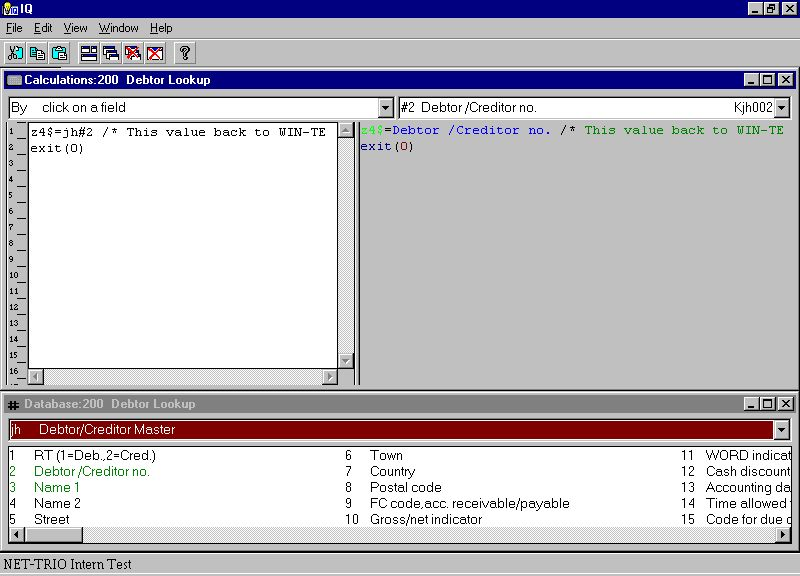 IQ
File Edit View Window Help
Calculations:200 Debtor Lookup
By click on a field
#2 Debtor /Creditor no. Kjh002
1 z4$=jh#2 /* This value back to WIN-TE
2 exit(0)
3
4
5
6
7
8
9
10
11
12
13
14
15
16
z4$=Debtor /Creditor no. /* This value back to WIN-TE
exit(0)
# Database:200 Debtor Lookup
jh Debtor/Creditor Master
1 RT (1=Deb.,2=Cred.) 6 Town 11 WORD indicat
2 Debtor /Creditor no. 7 Country 12 Cash discount
3 Name 1 8 Postal code 13 Accounting da
4 Name 2 9 FC code,acc. receivable/payable 14 Time allowed
5 Street 10 Gross/net indicator 15 Code for due
NET-TRIO Intern Test